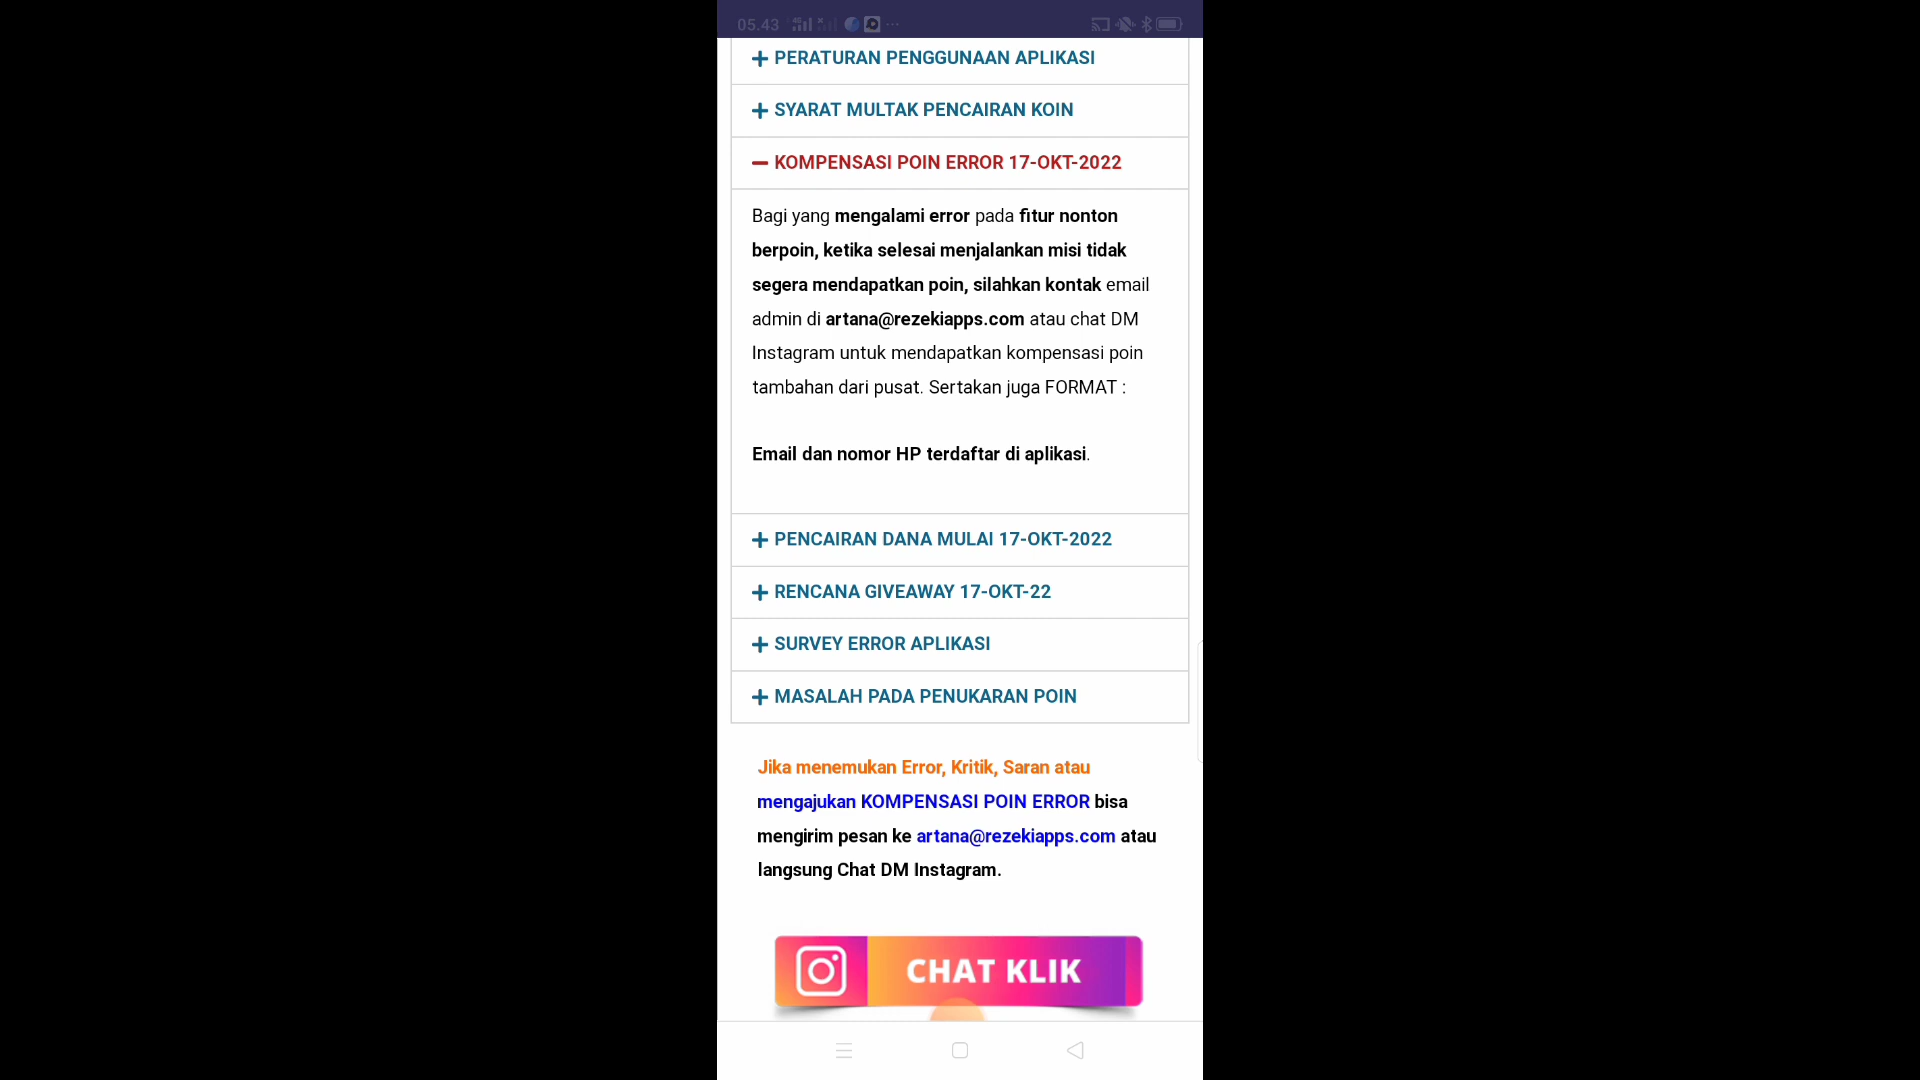 05.43
PERATURAN PENGGUNAAN APLIKASI
SYARAT MULTAK PENCAIRAN KOIN
KOMPENSASI POIN ERROR 17-OKT-2022
Bagi yang mengalami error pada fitur nonton
berpoin, ketika selesai menjalankan misi tidak
segera mendapatkan poin, silahkan kontak email
admin di artana@rezekiapps.com atau chat DM
Instagram untuk mendapatkan kompensasi poin
tambahan dari pusat. Sertakan juga FORMAT :
Email dan nomor HP terdaftar di aplikasi.
PENCAIRAN DANA MULAI 17-OKT-2022
RENCANA GIVEAWAY 17-OKT-22
SURVEY ERROR APLIKASI
MASALAH PADA PENUKARAN POIN
Jika menemukan Error, Kritik, Saran atau
mengajukan KOMPENSASI POIN ERROR bisa
mengirim pesan ke artana@rezekiapps.com atau
langsung Chat DM Instagram.
CHAT KLIK